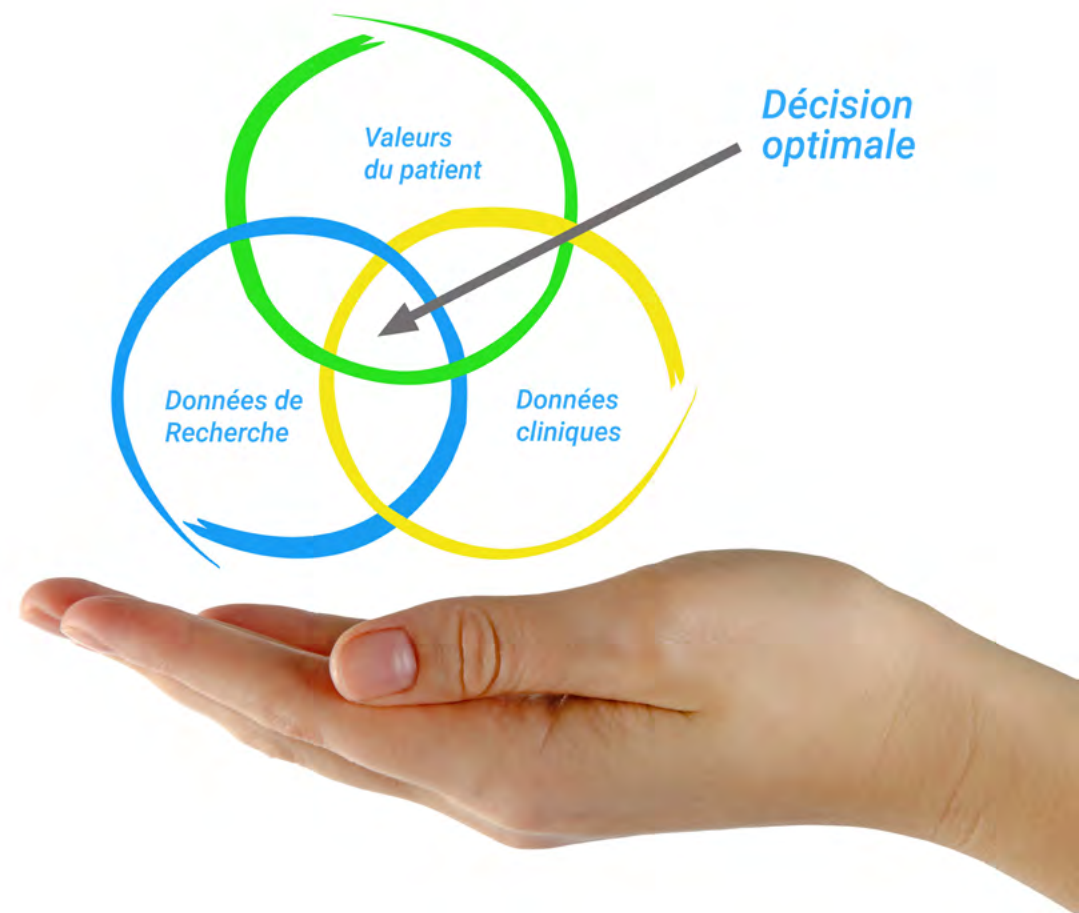 Décision
optimale
Valeurs
du patient
Données de
Recherche
Données
cliniques